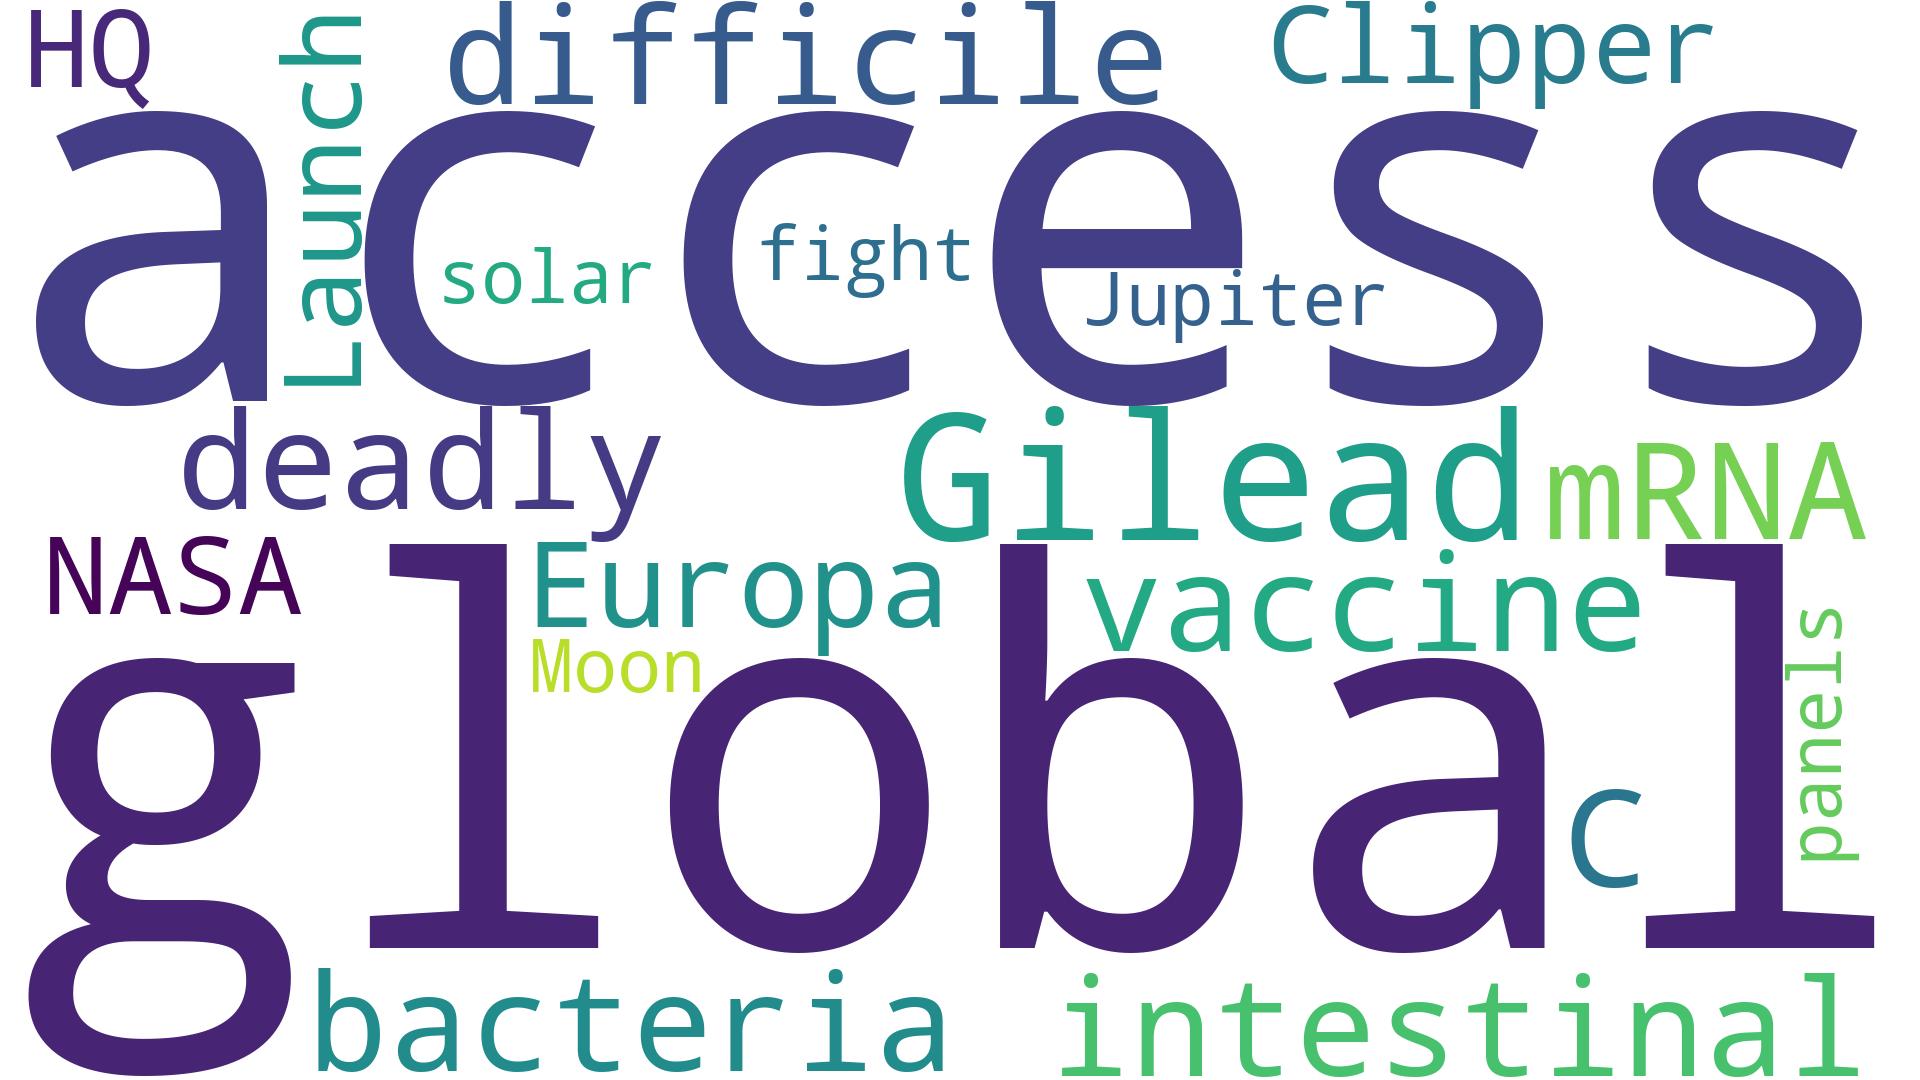 HQ
Launch
difficile
Clipper
access
solar
fight
Jupiter
deadly
Gilead
mRNA
NASA
Europa
vaccine
Moon
global
panels
C
bacteria
intestinal